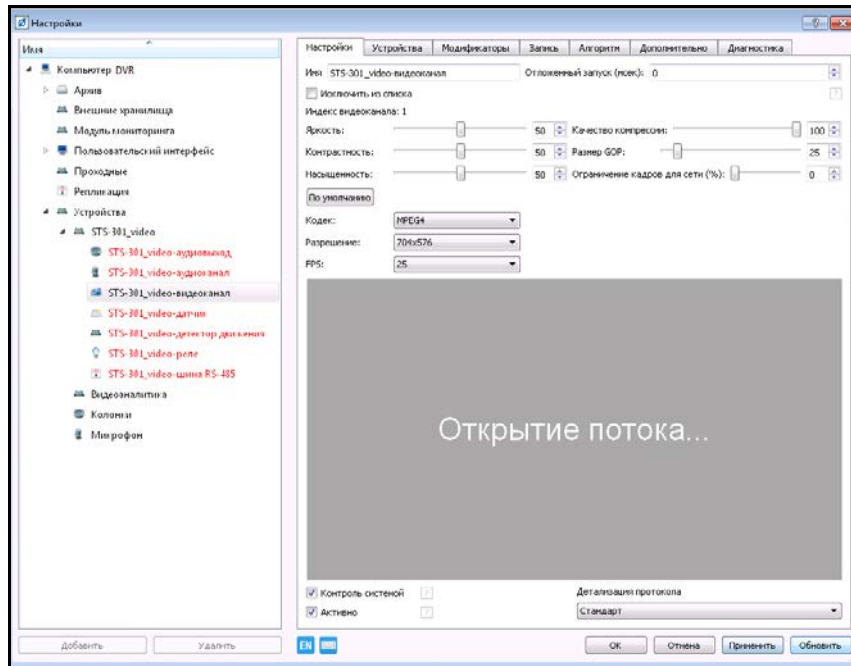 Настройки
Имя
Компьютер DVR
Архив
Внешние хранилища
Модуль мониторинга
Пользовательский интерфейс
Проходные
Репликация
Устройства
STS-301_video
STS-301_video-аудиовыход
STS-301_video-аудиоканал
STS-301_video-видеоканал
STS-301_video-датчик
STS-301_video-детектор движения
STS-301_video-реле
STS-301_video-шина RS-485
Видеоаналитика
Колонки
Микрофон
Добавить Удалить
Настройки Устройства Модификаторы Запись Алгоритм Дополнительно Диагностика
Имя STS-301_video-видеоканал Отложенный запуск (мсек): 0
Исключить из списка ?
Индекс видеоканала: 1
Яркость: 50 Качество компрессии: 100
Контрастность: 50 Размер GOP: 25
Насыщенность: 50 Ограничение кадров для сети (%): 0
По умолчанию
Кодек: MPEG4
Разрешение: 704x576
FPS: 25
Открытие потока...
Контроль системой ? Детализация протокола
Активно ? Стандарт
EN ОК Отмена Применить Обновить